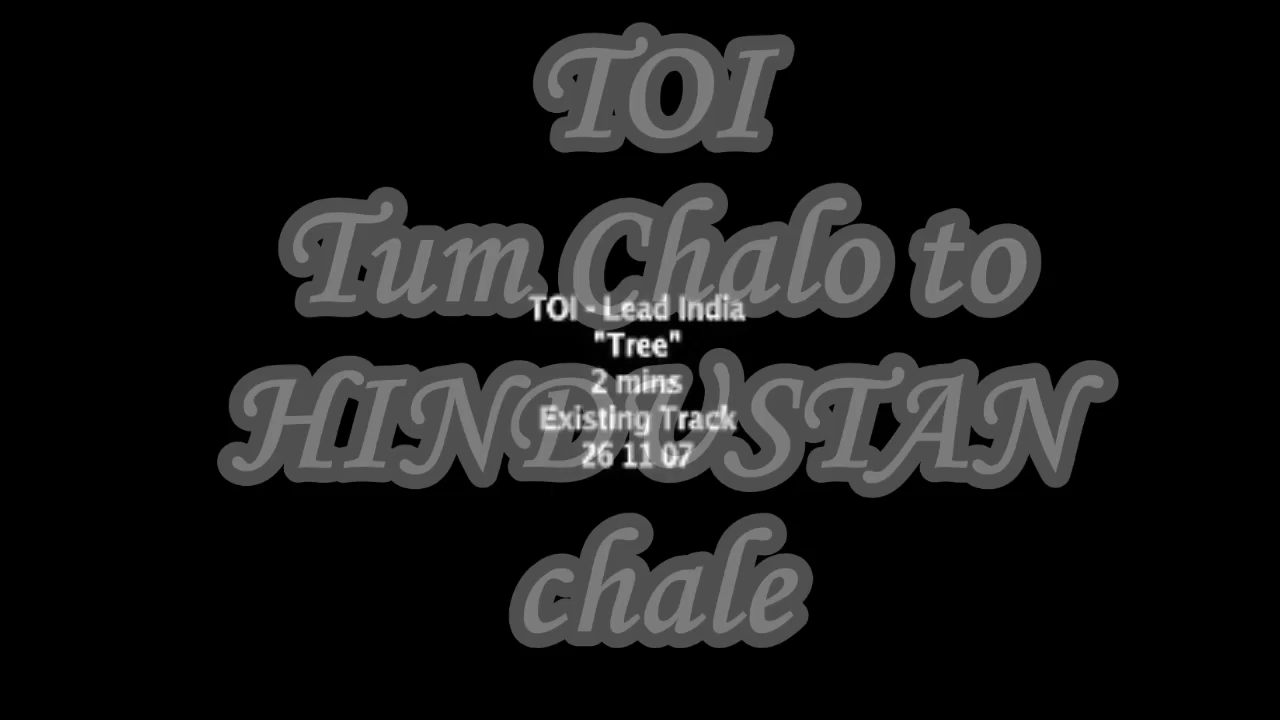 TOI
Tum Chalo to
HINDUSTAN
chale
TOI - Lead India
"Tree"
2 mins
Existing Track
26 11 07